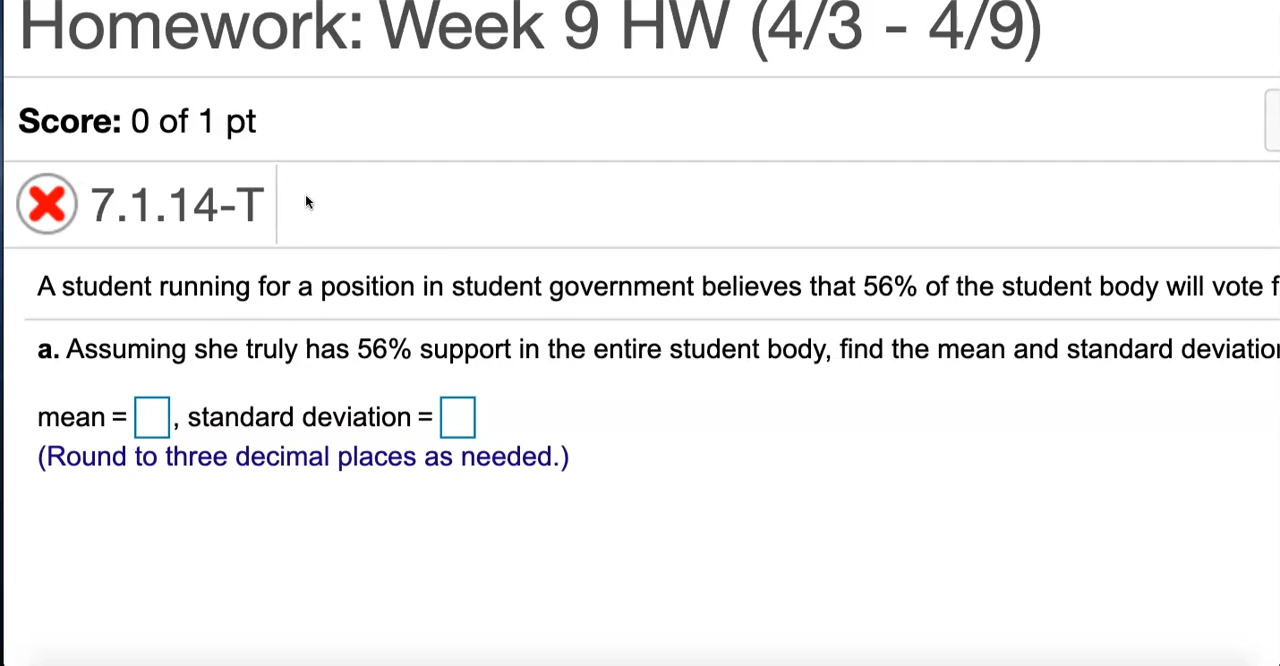 Homework: Week 9 HW (4/3 - 4/9)
Score: 0 of 1 pt
7.1.14-T
A student running for a position in student government believes that 56% of the student body will vote
a. Assuming she truly has 56% support in the entire student body, find the mean and standard
mean = , standard deviation =
(Round to three decimal places as needed.)